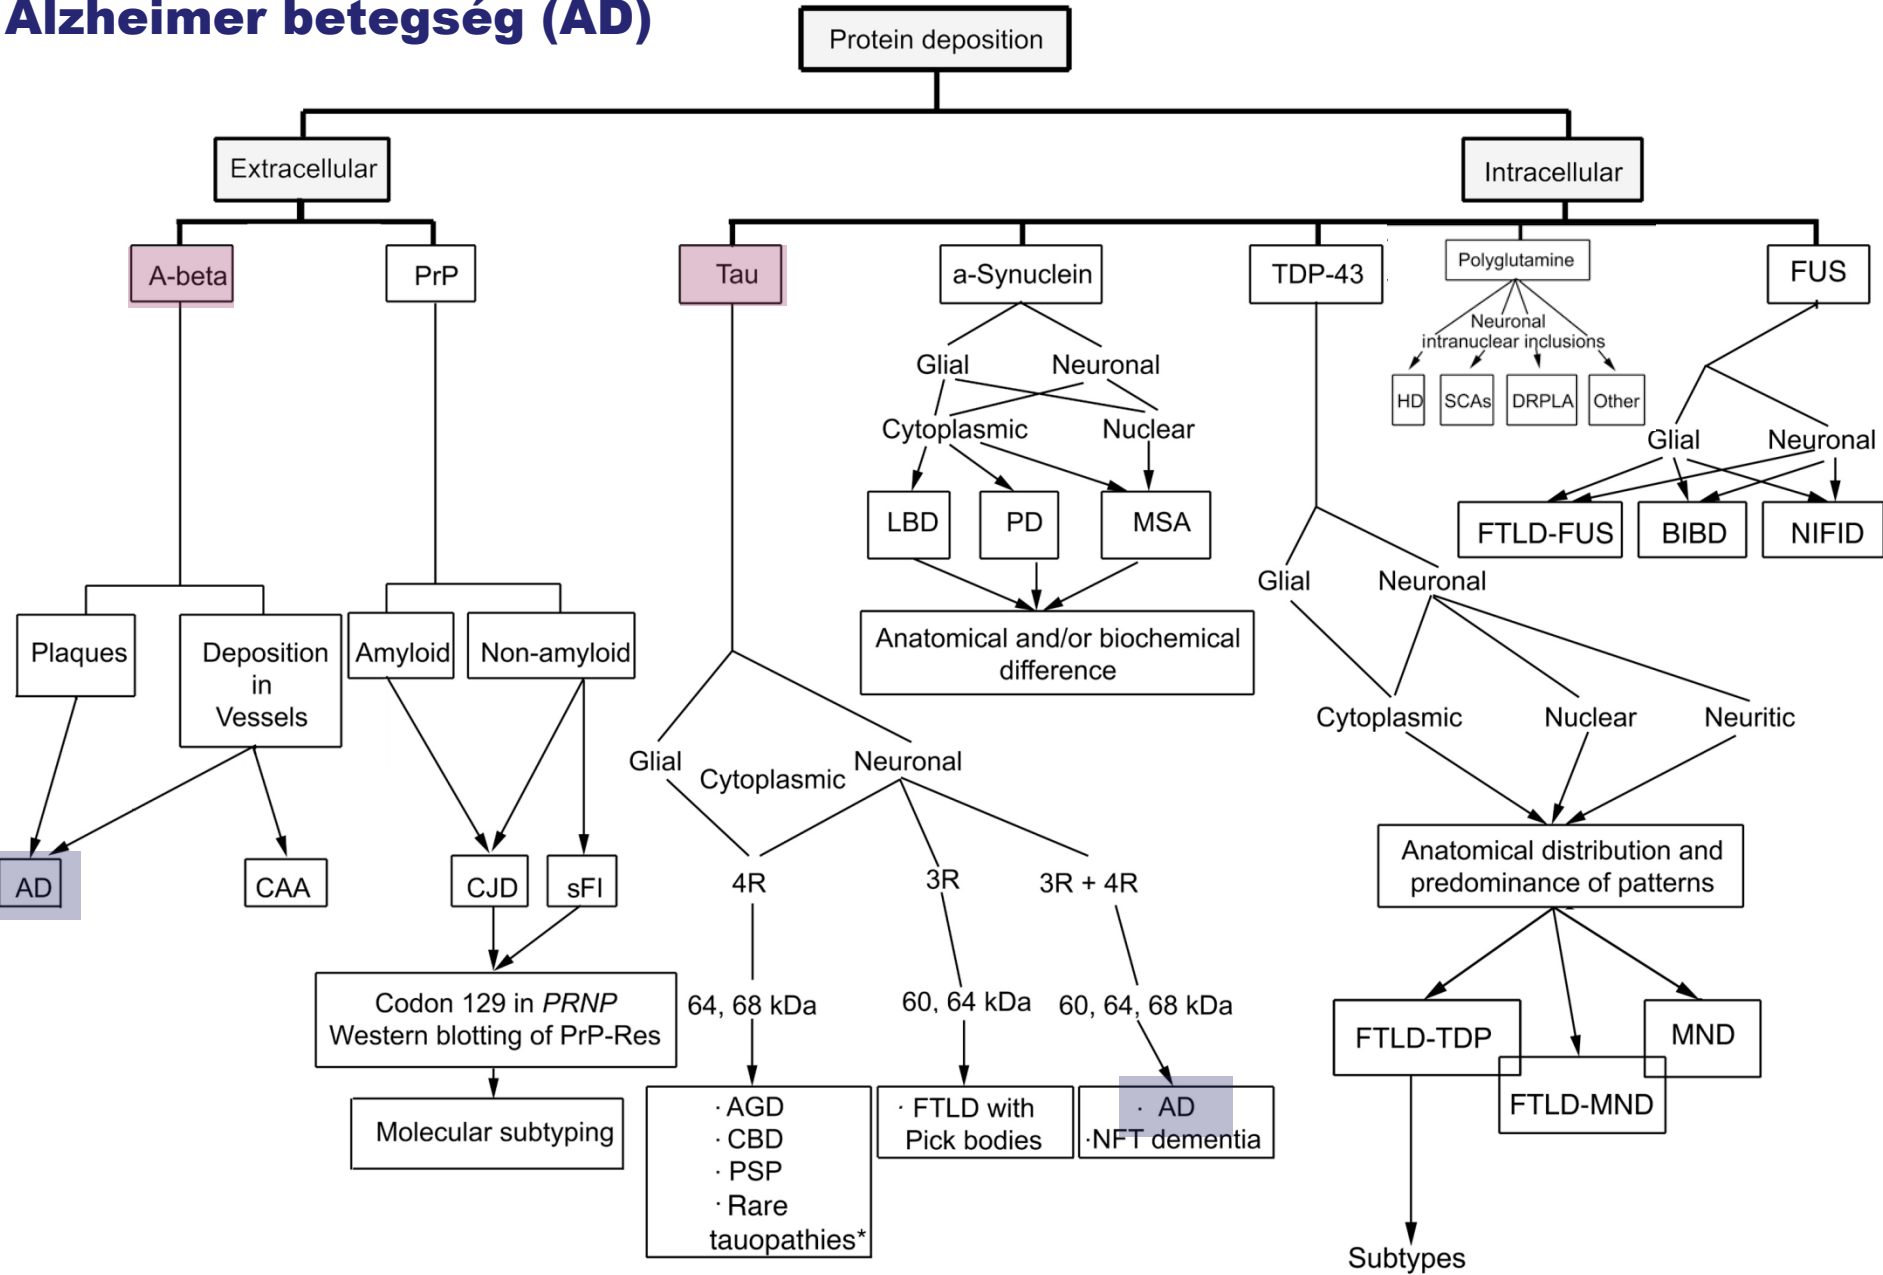 Alzheimer betegség (AD)
Protein deposition
Extracellular
Intracellular
A-beta
PrP
Tau
a-Synuclein
TDP-43
Polyglutamine
FUS
Neuronal
intranuclear inclusions
HD
SCAs
DRPLA
Other
Glial
Neuronal
Cytoplasmic
Nuclear
LBD
PD
MSA
Anatomical and/or biochemical
difference
Glial
Neuronal
FTLD-FUS
BIBD
NIFID
Glial
Neuronal
Cytoplasmic
Nuclear
Neuritic
Plaques
Deposition
in
Vessels
Amyloid
Non-amyloid
Glial
Cytoplasmic
Neuronal
AD
CAA
CJD
sFI
4R
3R
3R + 4R
Anatomical distribution and
predominance of patterns
Codon 129 in PRNP
Western blotting of PrP-Res
Molecular subtyping
64, 68 kDa
60, 64 kDa
60, 64, 68 kDa
· AGD
· CBD
· PSP
· Rare
tauopathies*
· FTLD with
Pick bodies
· AD
·NFT dementia
FTLD-TDP
MND
FTLD-MND
Subtypes